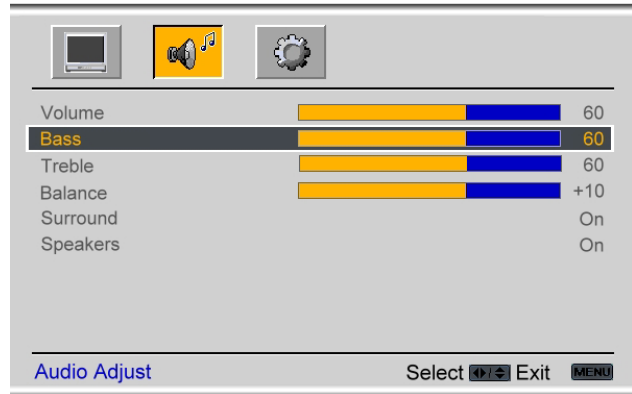 Volume 60
Bass 60
Treble 60
Balance +10
Surround On
Speakers On
Audio Adjust Select / Exit MENU